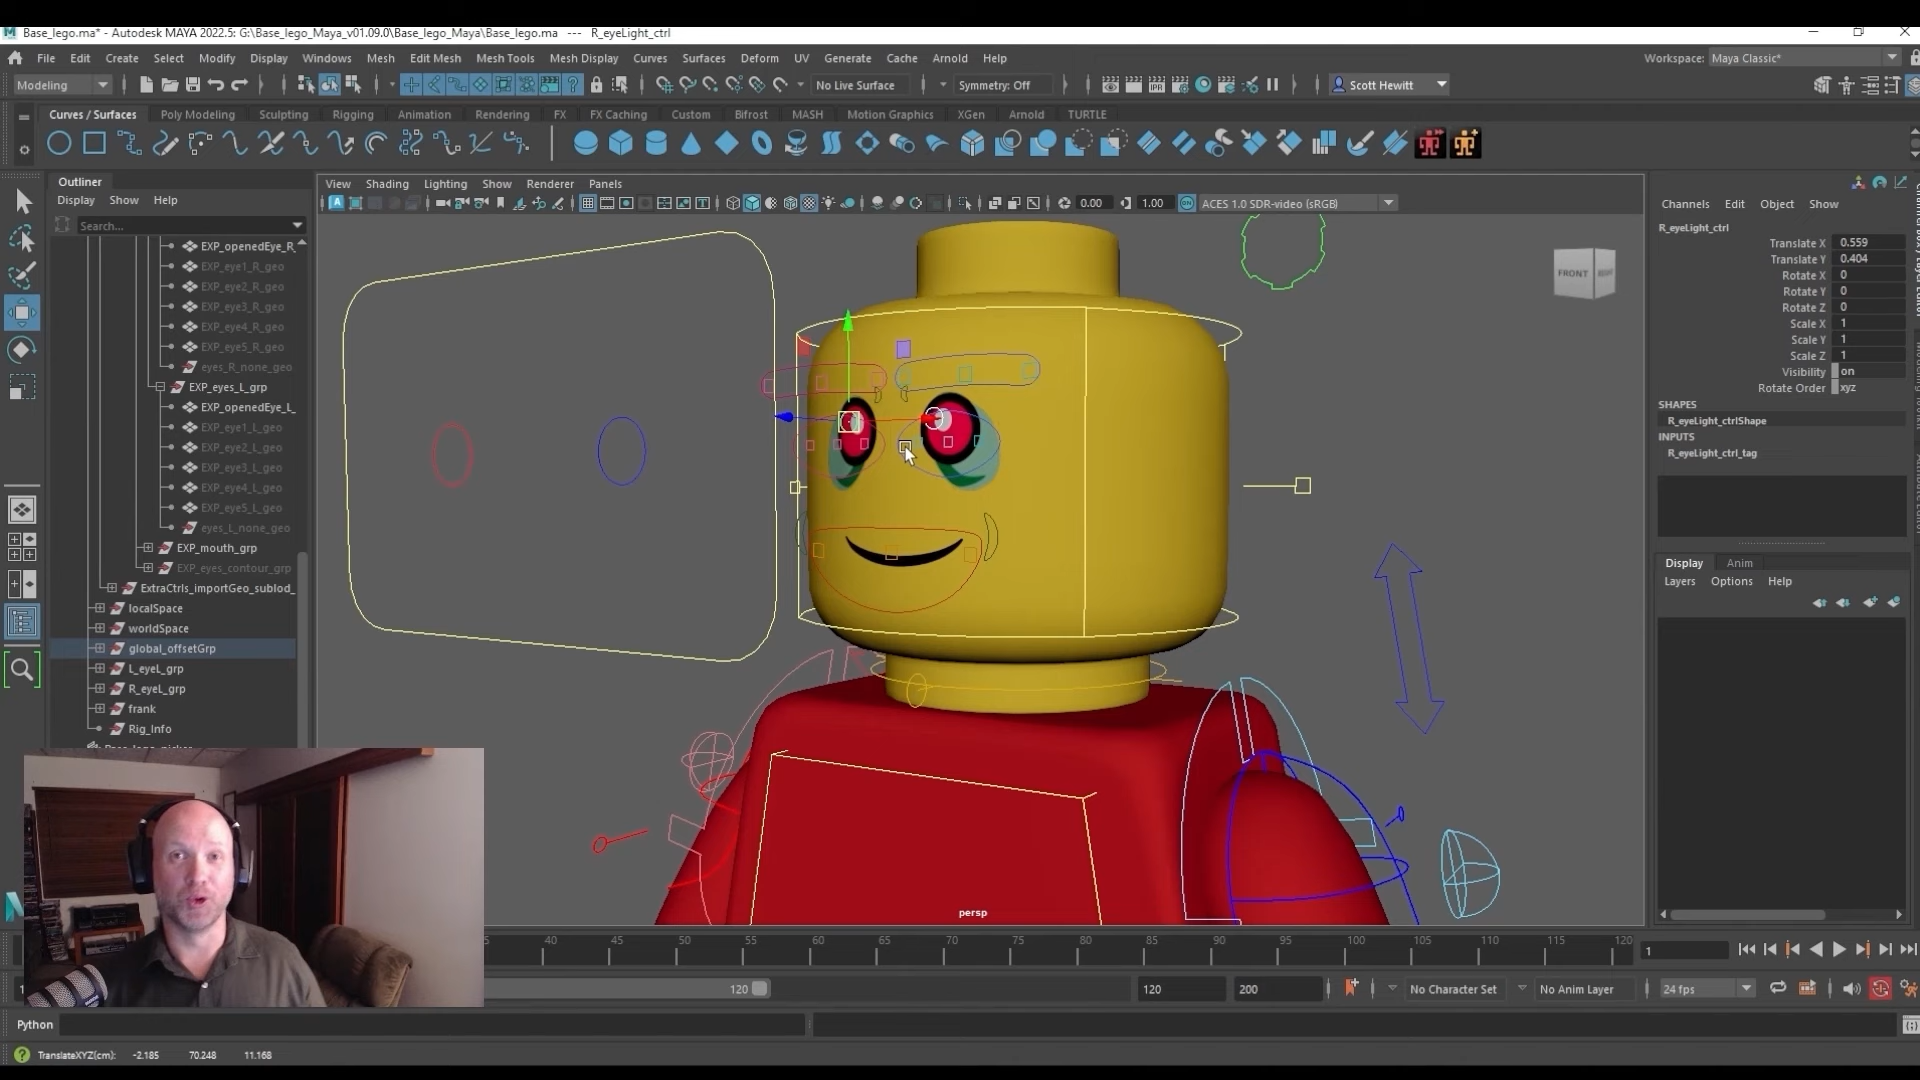 Base_lego.ma* - Autodesk MAYA 2022.5: G:\Base_lego_Maya_v01.09.0\Base_lego_Maya\Base_lego.ma --- R_eyeLight_ctrl
File Edit Create Select Modify Display Windows Mesh Edit Mesh Mesh Tools Mesh Display Curves Surfaces Deform UV Generate Cache Arnold Help
Workspace: Maya Classic*
Modeling
No Live Surface
Symmetry: Off
Scott Hewitt
Curves / Surfaces Poly Modeling Sculpting Rigging Animation Rendering FX FX Caching Custom Bifrost MASH Motion Graphics XGen Arnold TURTLE
Outliner
Display Show Help
Search...
EXP_openedEye_R_
EXP_eye1_R_geo
EXP_eye2_R_geo
EXP_eye3_R_geo
EXP_eye4_R_geo
EXP_eye5_R_geo
eyes_R_none_geo
EXP_eyes_L_grp
EXP_openedEye_L_
EXP_eye1_L_geo
EXP_eye2_L_geo
EXP_eye3_L_geo
EXP_eye4_L_geo
EXP_eye5_L_geo
eyes_L_none_geo
EXP_mouth_grp
EXP_eyes_contour_grp
ExtraCtrls_importGeo_sublod_
localSpace
worldSpace
global_offsetGrp
L_eyeL_grp
R_eyeL_grp
frank
Rig_Info
View Shading Lighting Show Renderer Panels
0.00 1.00 ACES 1.0 SDR-video (sRGB)
FRONT
persp
Channels Edit Object Show
R_eyeLight_ctrl
Translate X 0.559
Translate Y 0.404
Rotate X 0
Rotate Y 0
Rotate Z 0
Scale X 1
Scale Y 1
Scale Z 1
Visibility on
Rotate Order xyz
SHAPES
R_eyeLight_ctrlShape
INPUTS
R_eyeLight_ctrl_tag
Display Anim
Layers Options Help
40 45 50 55 60 65 70 75 80 85 90 95 100 105 110 115 120
1
120
120 200
No Character Set
No Anim Layer
24 fps
Python
TranslateXYZ(cm): -2.185 70.248 11.168